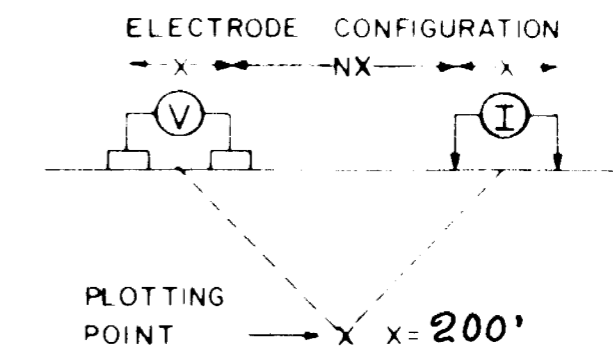 ELECTRODE CONFIGURATION
X NX X
V I
PLOTTING
POINT X X = 200'